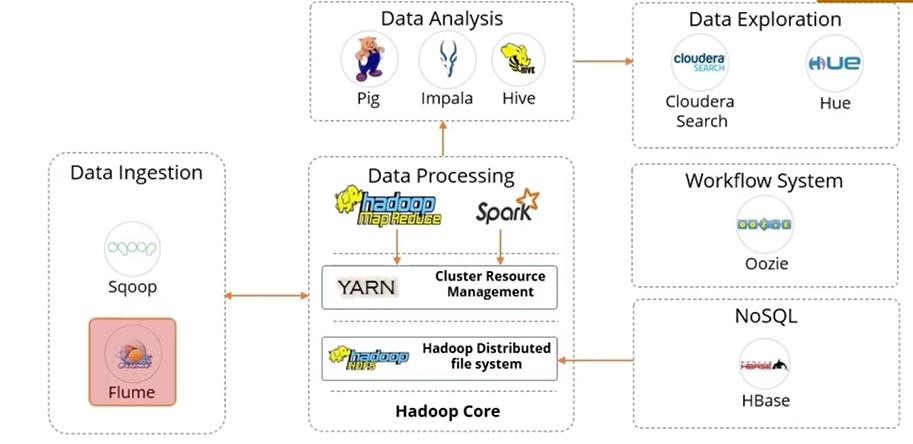 Data Analysis
Pig
Impala
HIVE
Hive
Data Exploration
cloudera
SEARCH
Cloudera
Search
HUE
Hue
Data Ingestion
sqoop
Sqoop
Flume
Data Processing
hadoop
Map Reduce
Spark
YARN
Cluster Resource
Management
hadoop
HDFS
Hadoop Distributed
file system
Hadoop Core
Workflow System
OOZIE
Oozie
NoSQL
HBASE
HBase